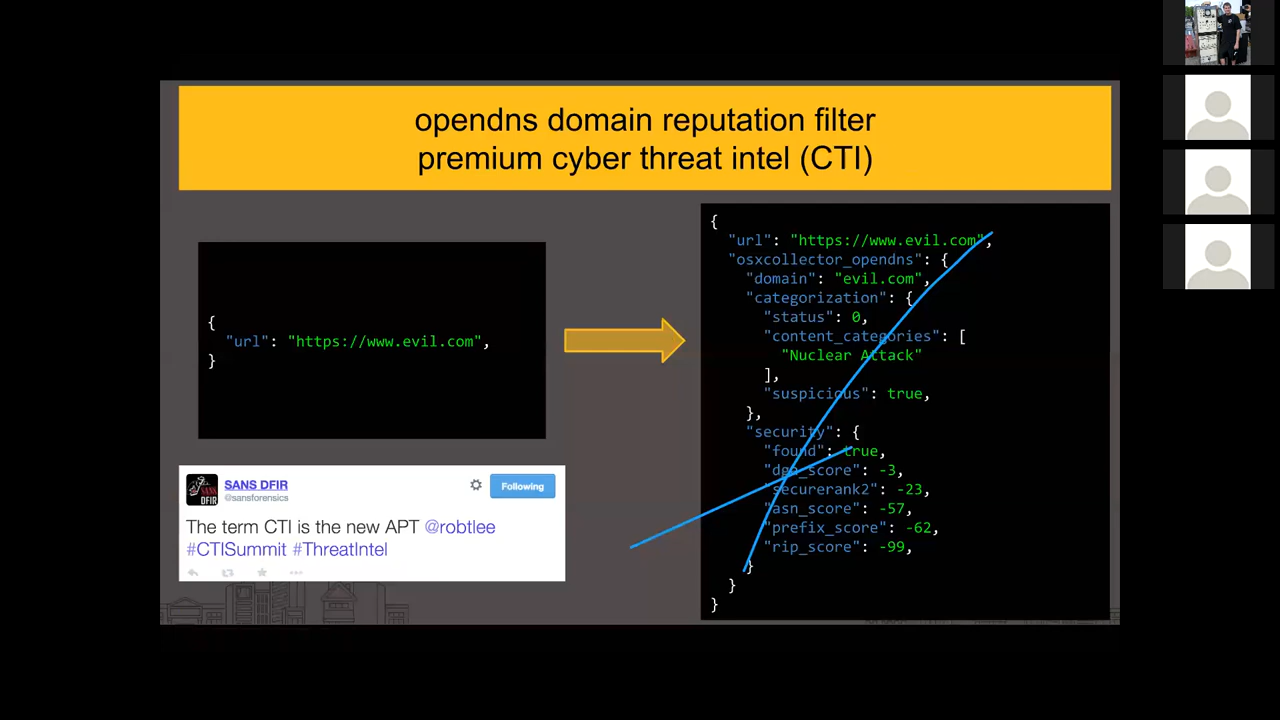 opendns domain reputation filter
premium cyber threat intel (CTI)
{
"url": "https://www.evil.com",
}
SANS DFIR
@sansforensics
Following
The term CTI is the new APT @robtlee
#CTISummit #ThreatIntel
{
"url": "https://www.evil.com",
"osxcollector_opendns": {
"domain": "evil.com",
"categorization": {
"status": 0,
"content_categories": [
"Nuclear Attack"
],
"suspicious": true,
},
"security": {
"found": true,
"dga_score": -3,
"securerank2": -23,
"asn_score": -57,
"prefix_score": -62,
"rip_score": -99,
}
}
}